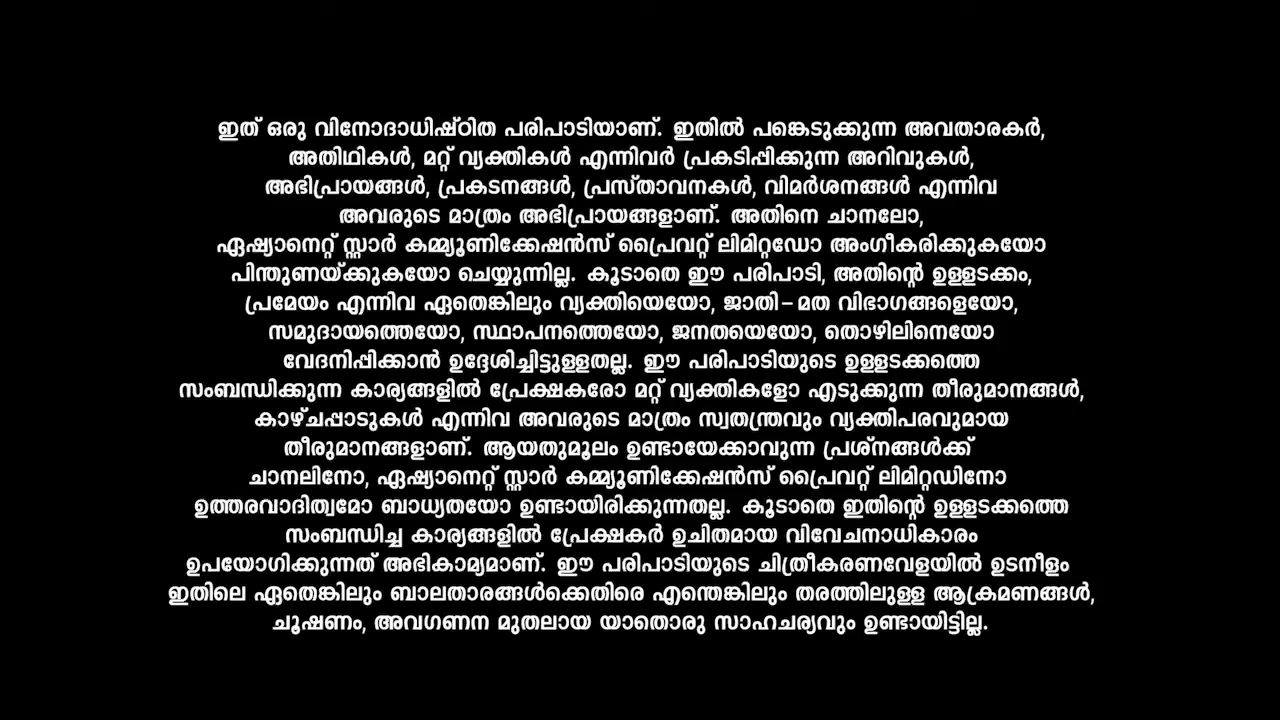 ഇത് ഒരു വിനോദാധിഷ്ഠിത പരിപാടിയാണ്. ഇതിൽ പങ്കെടുക്കുന്ന അവതാരകർ,
അതിഥികൾ, മറ്റ് വ്യക്തികൾ എന്നിവർ പ്രകടിപ്പിക്കുന്ന അറിവുകൾ,
അഭിപ്രായങ്ങൾ, പ്രകടനങ്ങൾ, പ്രസ്താവനകൾ, വിമർശനങ്ങൾ എന്നിവ
അവരുടെ മാത്രം അഭിപ്രായങ്ങളാണ്. അതിനെ ചാനലോ,
ഏഷ്യാനെറ്റ് സ്റ്റാർ കമ്മ്യൂണിക്കേഷൻസ് പ്രൈവറ്റ് ലിമിറ്റഡോ അംഗീകരിക്കുകയോ
പിന്തുണയ്ക്കുകയോ ചെയ്യുന്നില്ല. കൂടാതെ ഈ പരിപാടി, അതിന്റെ ഉള്ളടക്കം,
പ്രമേയം എന്നിവ ഏതെങ്കിലും വ്യക്തിയെയോ, ജാതി-മത വിഭാഗങ്ങളെയോ,
സമുദായത്തെയോ, സ്ഥാപനത്തെയോ, ജനതയെയോ, തൊഴിലിനെയോ
വേദനിപ്പിക്കാൻ ഉദ്ദേശിച്ചിട്ടുള്ളതല്ല. ഈ പരിപാടിയുടെ ഉള്ളടക്കത്തെ
സംബന്ധിക്കുന്ന കാര്യങ്ങളിൽ പ്രേക്ഷകരോ മറ്റ് വ്യക്തികളോ എടുക്കുന്ന തീരുമാനങ്ങൾ,
കാഴ്ചപ്പാടുകൾ എന്നിവ അവരുടെ മാത്രം സ്വതന്ത്രവും വ്യക്തിപരവുമായ
തീരുമാനങ്ങളാണ്. ആയതുമൂലം ഉണ്ടായേക്കാവുന്ന പ്രശ്നങ്ങൾക്ക്
ചാനലിനോ, ഏഷ്യാനെറ്റ് സ്റ്റാർ കമ്മ്യൂണിക്കേഷൻസ് പ്രൈവറ്റ് ലിമിറ്റഡിനോ
ഉത്തരവാദിത്വമോ ബാധ്യതയോ ഉണ്ടായിരിക്കുന്നതല്ല. കൂടാതെ ഇതിന്റെ ഉള്ളടക്കത്തെ
സംബന്ധിച്ച കാര്യങ്ങളിൽ പ്രേക്ഷകർ ഉചിതമായ വിവേചനാധികാരം
ഉപയോഗിക്കുന്നത് അഭികാമ്യമാണ്. ഈ പരിപാടിയുടെ ചിത്രീകരണവേളയിൽ ഉടനീളം
ഇതിലെ ഏതെങ്കിലും ബാലതാരങ്ങൾക്കെതിരെ എന്തെങ്കിലും തരത്തിലുള്ള ആക്രമണങ്ങൾ,
ചൂഷണം, അവഗണന മുതലായ യാതൊരു സാഹചര്യവും ഉണ്ടായിട്ടില്ല.